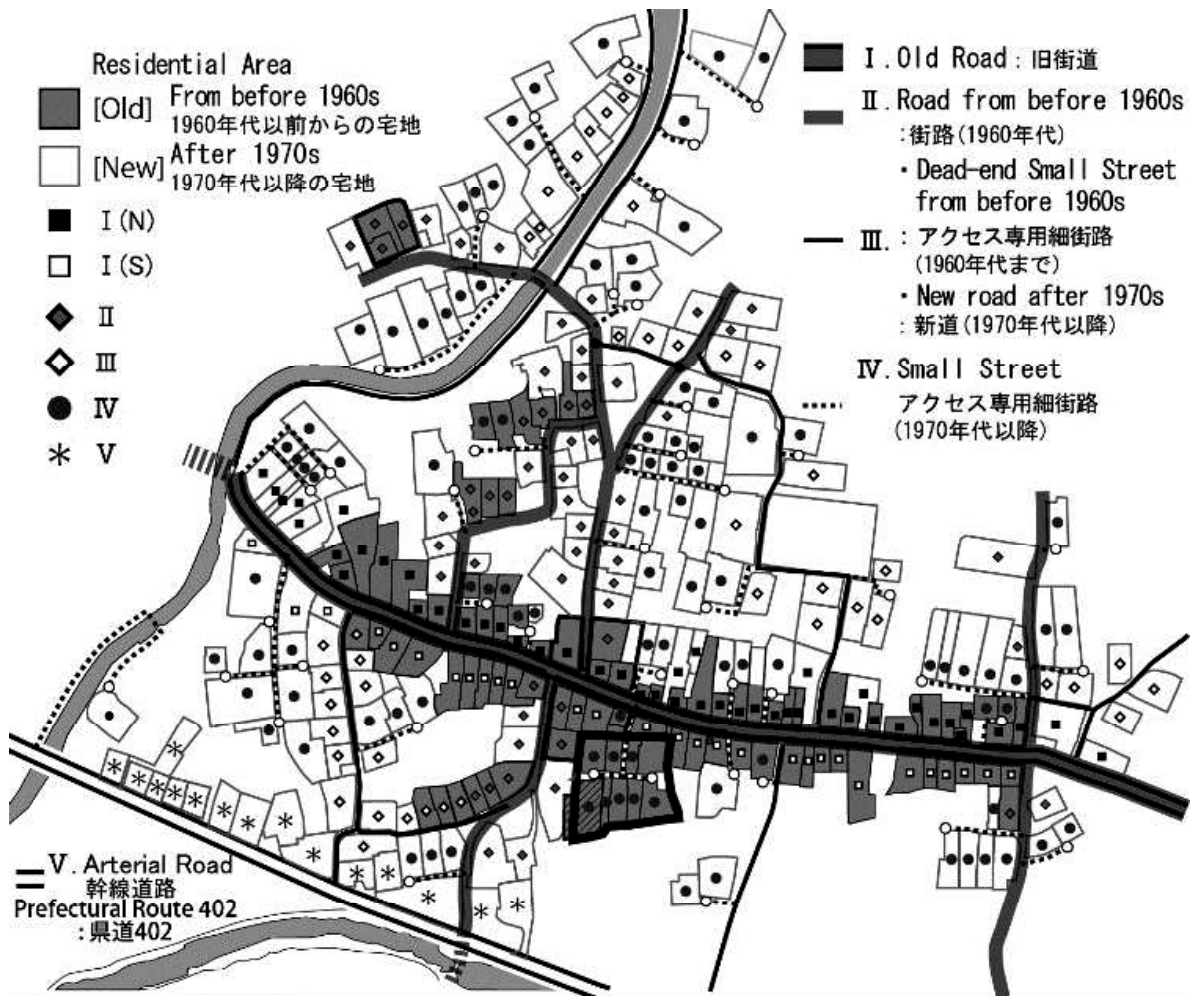 Residential Area
[Old] From before 1960s
1960年代以前からの宅地
[New] After 1970s
1970年代以降の宅地
Ⅰ(N)
Ⅰ(S)
Ⅱ
Ⅲ
Ⅳ
Ⅴ
Ⅰ.Old Road : 旧街道
Ⅱ.Road from before 1960s
:街路(1960年代)
・Dead-end Small Street
from before 1960s
Ⅲ. : アクセス専用細街路
(1960年代まで)
・New road after 1970s
: 新道(1970年代以降)
Ⅳ.Small Street
アクセス専用細街路
(1970年代以降)
Ⅴ.Arterial Road
幹線道路
Prefectural Route 402
:県道402